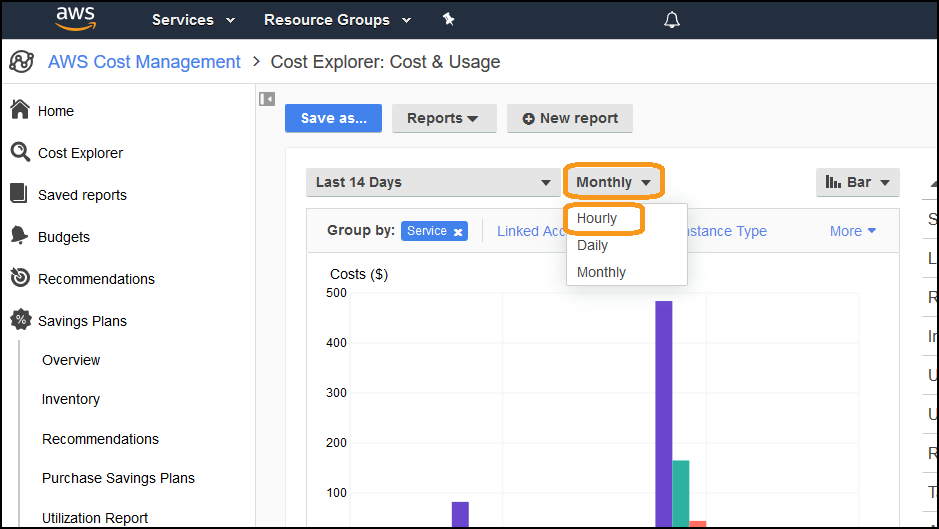 aws Services Resource Groups
AWS Cost Management > Cost Explorer: Cost & Usage
Home
Cost Explorer
Saved reports
Budgets
Recommendations
% Savings Plans
Overview
Inventory
Recommendations
Purchase Savings Plans
Utilization Report
Save as... Reports New report
Last 14 Days Monthly Bar
Hourly
Daily
Monthly
Group by: Service × Linked Acc stance Type More
Costs ($)
500
400
300
200
100
S
L
R
In
U
U
R
Ta